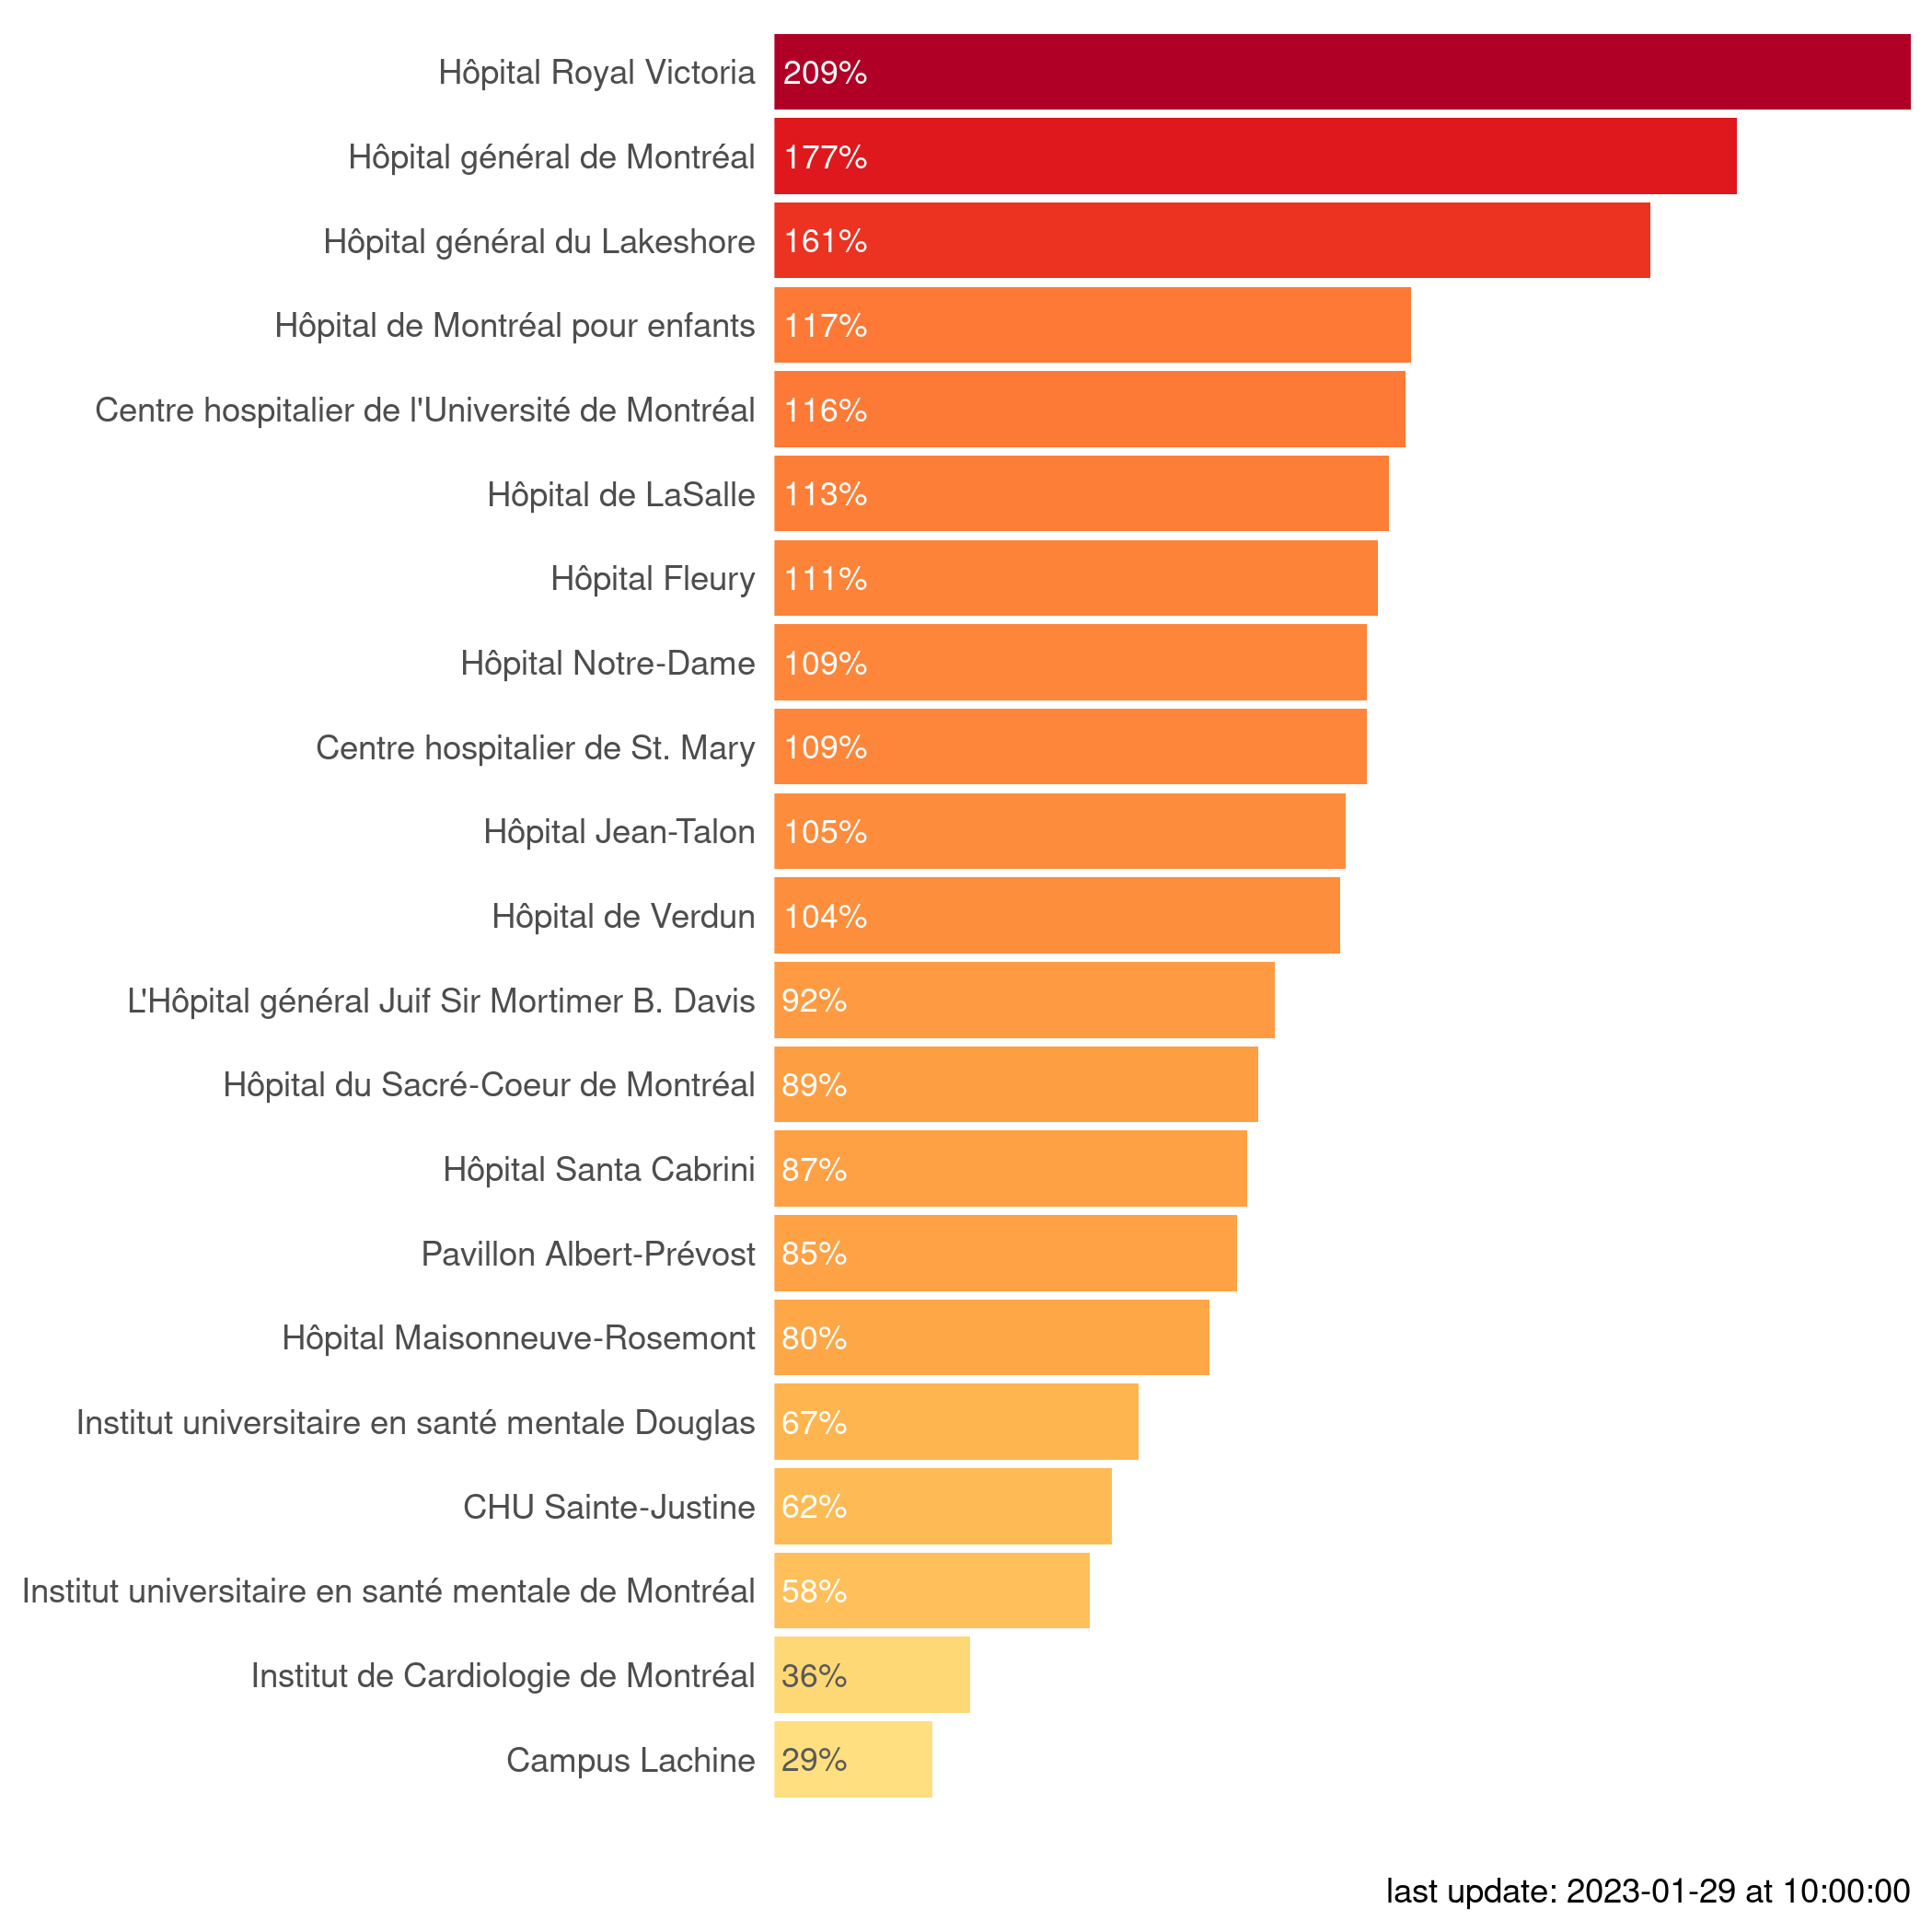 Hôpital Royal Victoria 209%
Hôpital général de Montréal 177%
Hôpital général du Lakeshore 161%
Hôpital de Montréal pour enfants 117%
Centre hospitalier de l'Université de Montréal 116%
Hôpital de LaSalle 113%
Hôpital Fleury 111%
Hôpital Notre-Dame 109%
Centre hospitalier de St. Mary 109%
Hôpital Jean-Talon 105%
Hôpital de Verdun 104%
L'Hôpital général Juif Sir Mortimer B. Davis 92%
Hôpital du Sacré-Coeur de Montréal 89%
Hôpital Santa Cabrini 87%
Pavillon Albert-Prévost 85%
Hôpital Maisonneuve-Rosemont 80%
Institut universitaire en santé mentale Douglas 67%
CHU Sainte-Justine 62%
Institut universitaire en santé mentale de Montréal 58%
Institut de Cardiologie de Montréal 36%
Campus Lachine 29%
last update: 2023-01-29 at 10:00:00